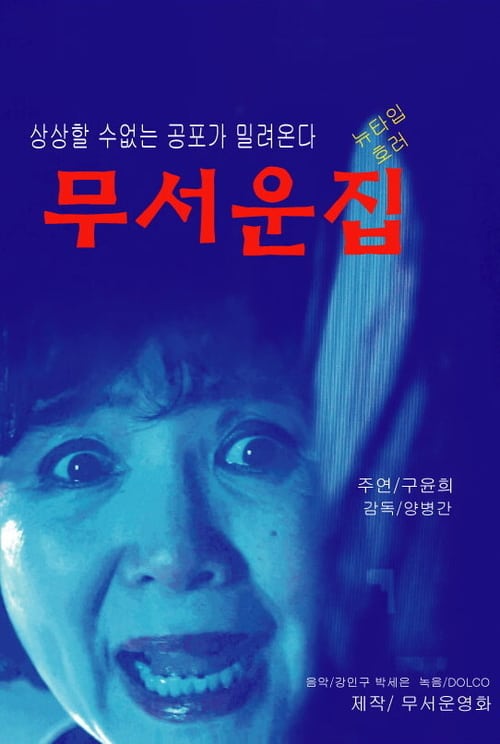 상상할 수없는 공포가 밀려온다
뉴타입
호러
무서운집
주연/구윤희
감독/양병간
음악/강인구 박세은 녹음/DOLCO
제작/ 무서운영화